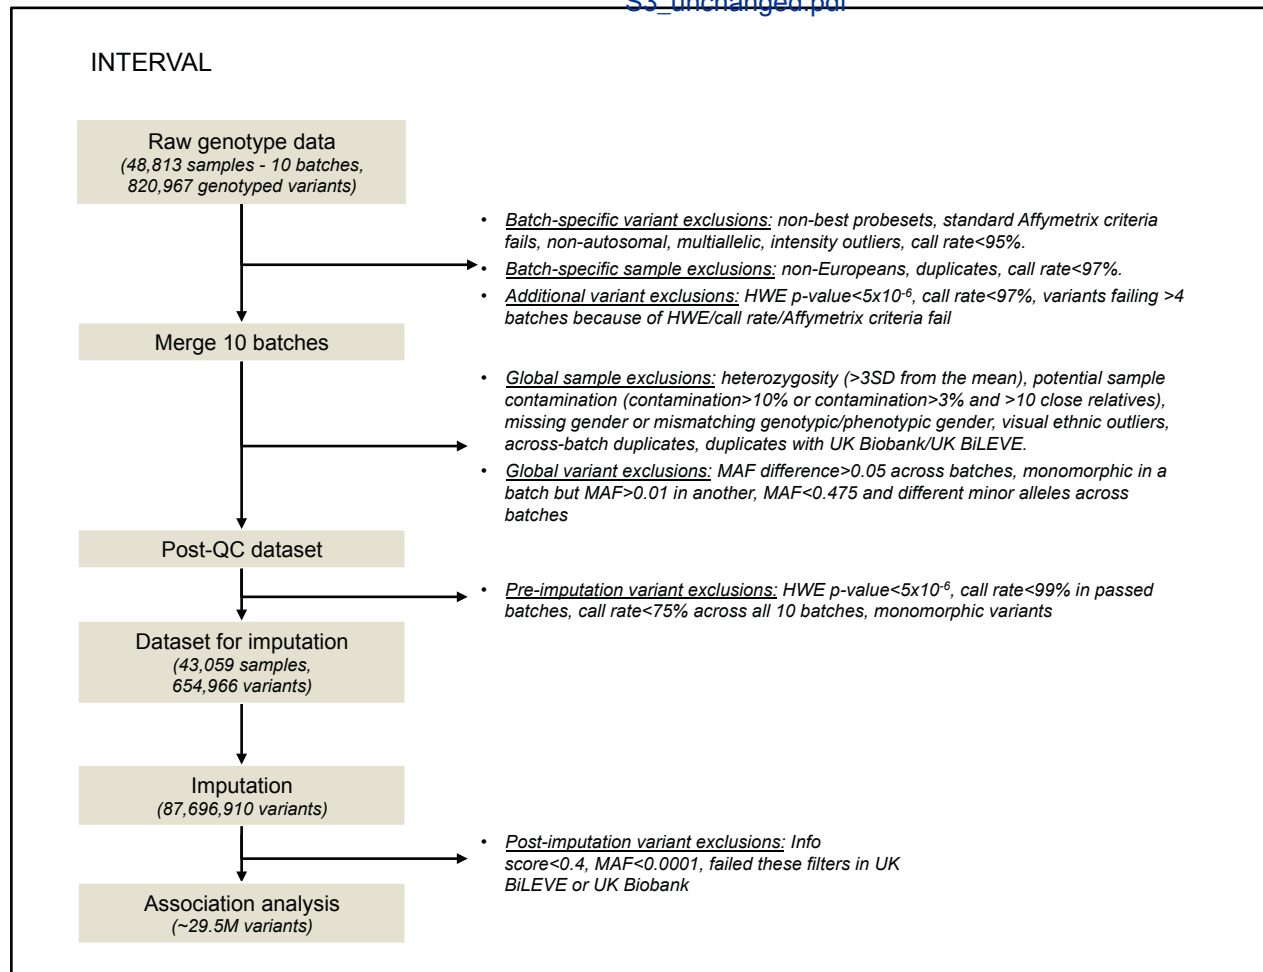 S3_unchanged.pdf
INTERVAL
Raw genotype data
(48,813 samples - 10 batches,
820,967 genotyped variants)
• Batch-specific variant exclusions: non-best probesets, standard Affymetrix criteria
fails, non-autosomal, multiallelic, intensity outliers, call rate<95%.
• Batch-specific sample exclusions: non-Europeans, duplicates, call rate<97%.
• Additional variant exclusions: HWE p-value<5x10⁻⁶, call rate<97%, variants failing >4
batches because of HWE/call rate/Affymetrix criteria fail
Merge 10 batches
• Global sample exclusions: heterozygosity (>3SD from the mean), potential sample
contamination (contamination>10% or contamination>3% and >10 close relatives),
missing gender or mismatching genotypic/phenotypic gender, visual ethnic outliers,
across-batch duplicates, duplicates with UK Biobank/UK BiLEVE.
• Global variant exclusions: MAF difference>0.05 across batches, monomorphic in a
batch but MAF>0.01 in another, MAF<0.475 and different minor alleles across
batches
Post-QC dataset
• Pre-imputation variant exclusions: HWE p-value<5x10⁻⁶, call rate<99% in passed
batches, call rate<75% across all 10 batches, monomorphic variants
Dataset for imputation
(43,059 samples,
654,966 variants)
Imputation
(87,696,910 variants)
• Post-imputation variant exclusions: Info
score<0.4, MAF<0.0001, failed these filters in UK
BiLEVE or UK Biobank
Association analysis
(~29.5M variants)